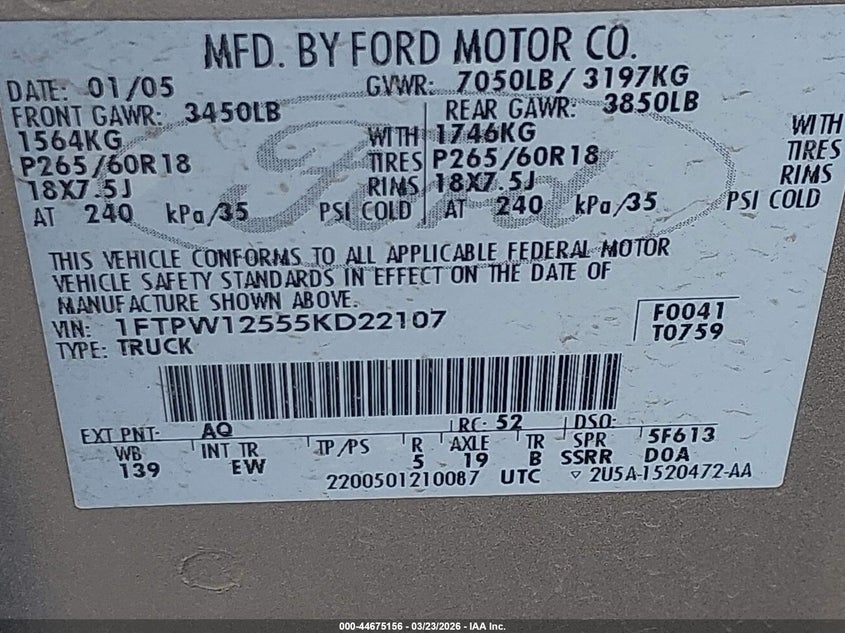 MFD. BY FORD MOTOR CO.
DATE: 01/05 GVWR: 7050LB/ 3197KG
FRONT GAWR: 3450LB REAR GAWR: 3850LB
1564KG WITH 1746KG WITH
P265/60R18 TIRES P265/60R18 TIRES
18X7.5J RIMS 18X7.5J RIMS
AT 240 kPa/35 PSI COLD AT 240 kPa/35 PSI COLD
THIS VEHICLE CONFORMS TO ALL APPLICABLE FEDERAL MOTOR
VEHICLE SAFETY STANDARDS IN EFFECT ON THE DATE OF
MANUFACTURE SHOWN ABOVE.
VIN: 1FTPW12555KD22107 F0041
TYPE: TRUCK T0759
EXT PNT: AQ RC: 52 DSO:
WB INT TR TP/PS R AXLE TR SPR 5F613
139 EW 5 19 B SSRR DOA
2200501210087 UTC ▽ 2U5A-1520472-AA
Ford
000-44675156 - 03/23/2026 - IAA Inc.